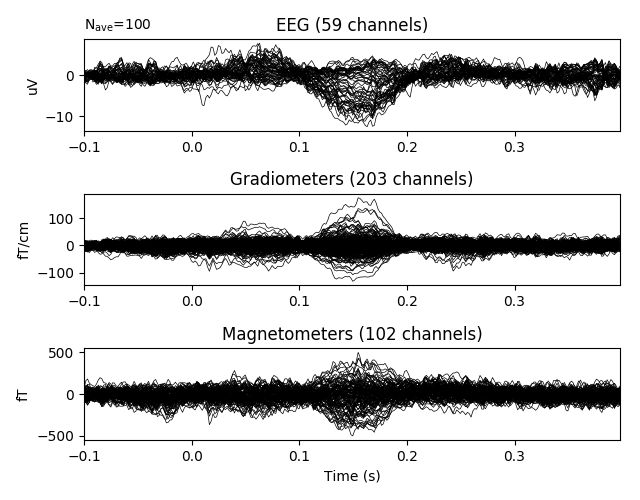 N_ave=100
EEG (59 channels)
uV
0
−10
−0.1 0.0 0.1 0.2 0.3
Gradiometers (203 channels)
fT/cm
100
0
−100
−0.1 0.0 0.1 0.2 0.3
Magnetometers (102 channels)
fT
500
0
−500
−0.1 0.0 0.1 0.2 0.3
Time (s)